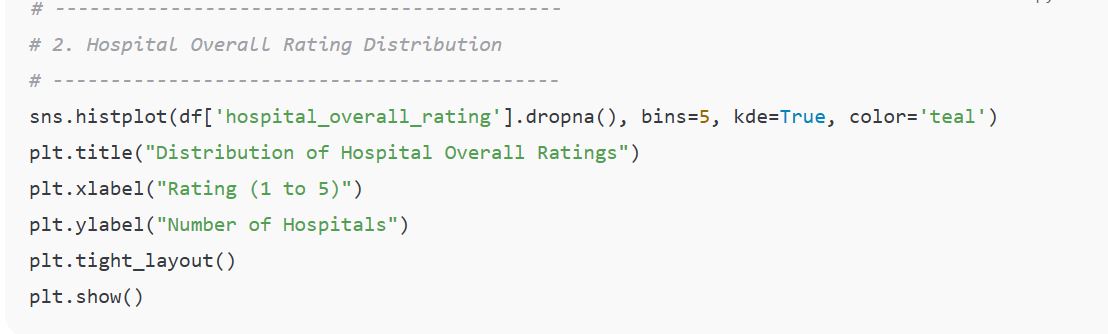 # --------------------------------------------
# 2. Hospital Overall Rating Distribution
# --------------------------------------------
sns.histplot(df['hospital_overall_rating'].dropna(), bins=5, kde=True, color='teal')
plt.title("Distribution of Hospital Overall Ratings")
plt.xlabel("Rating (1 to 5)")
plt.ylabel("Number of Hospitals")
plt.tight_layout()
plt.show()